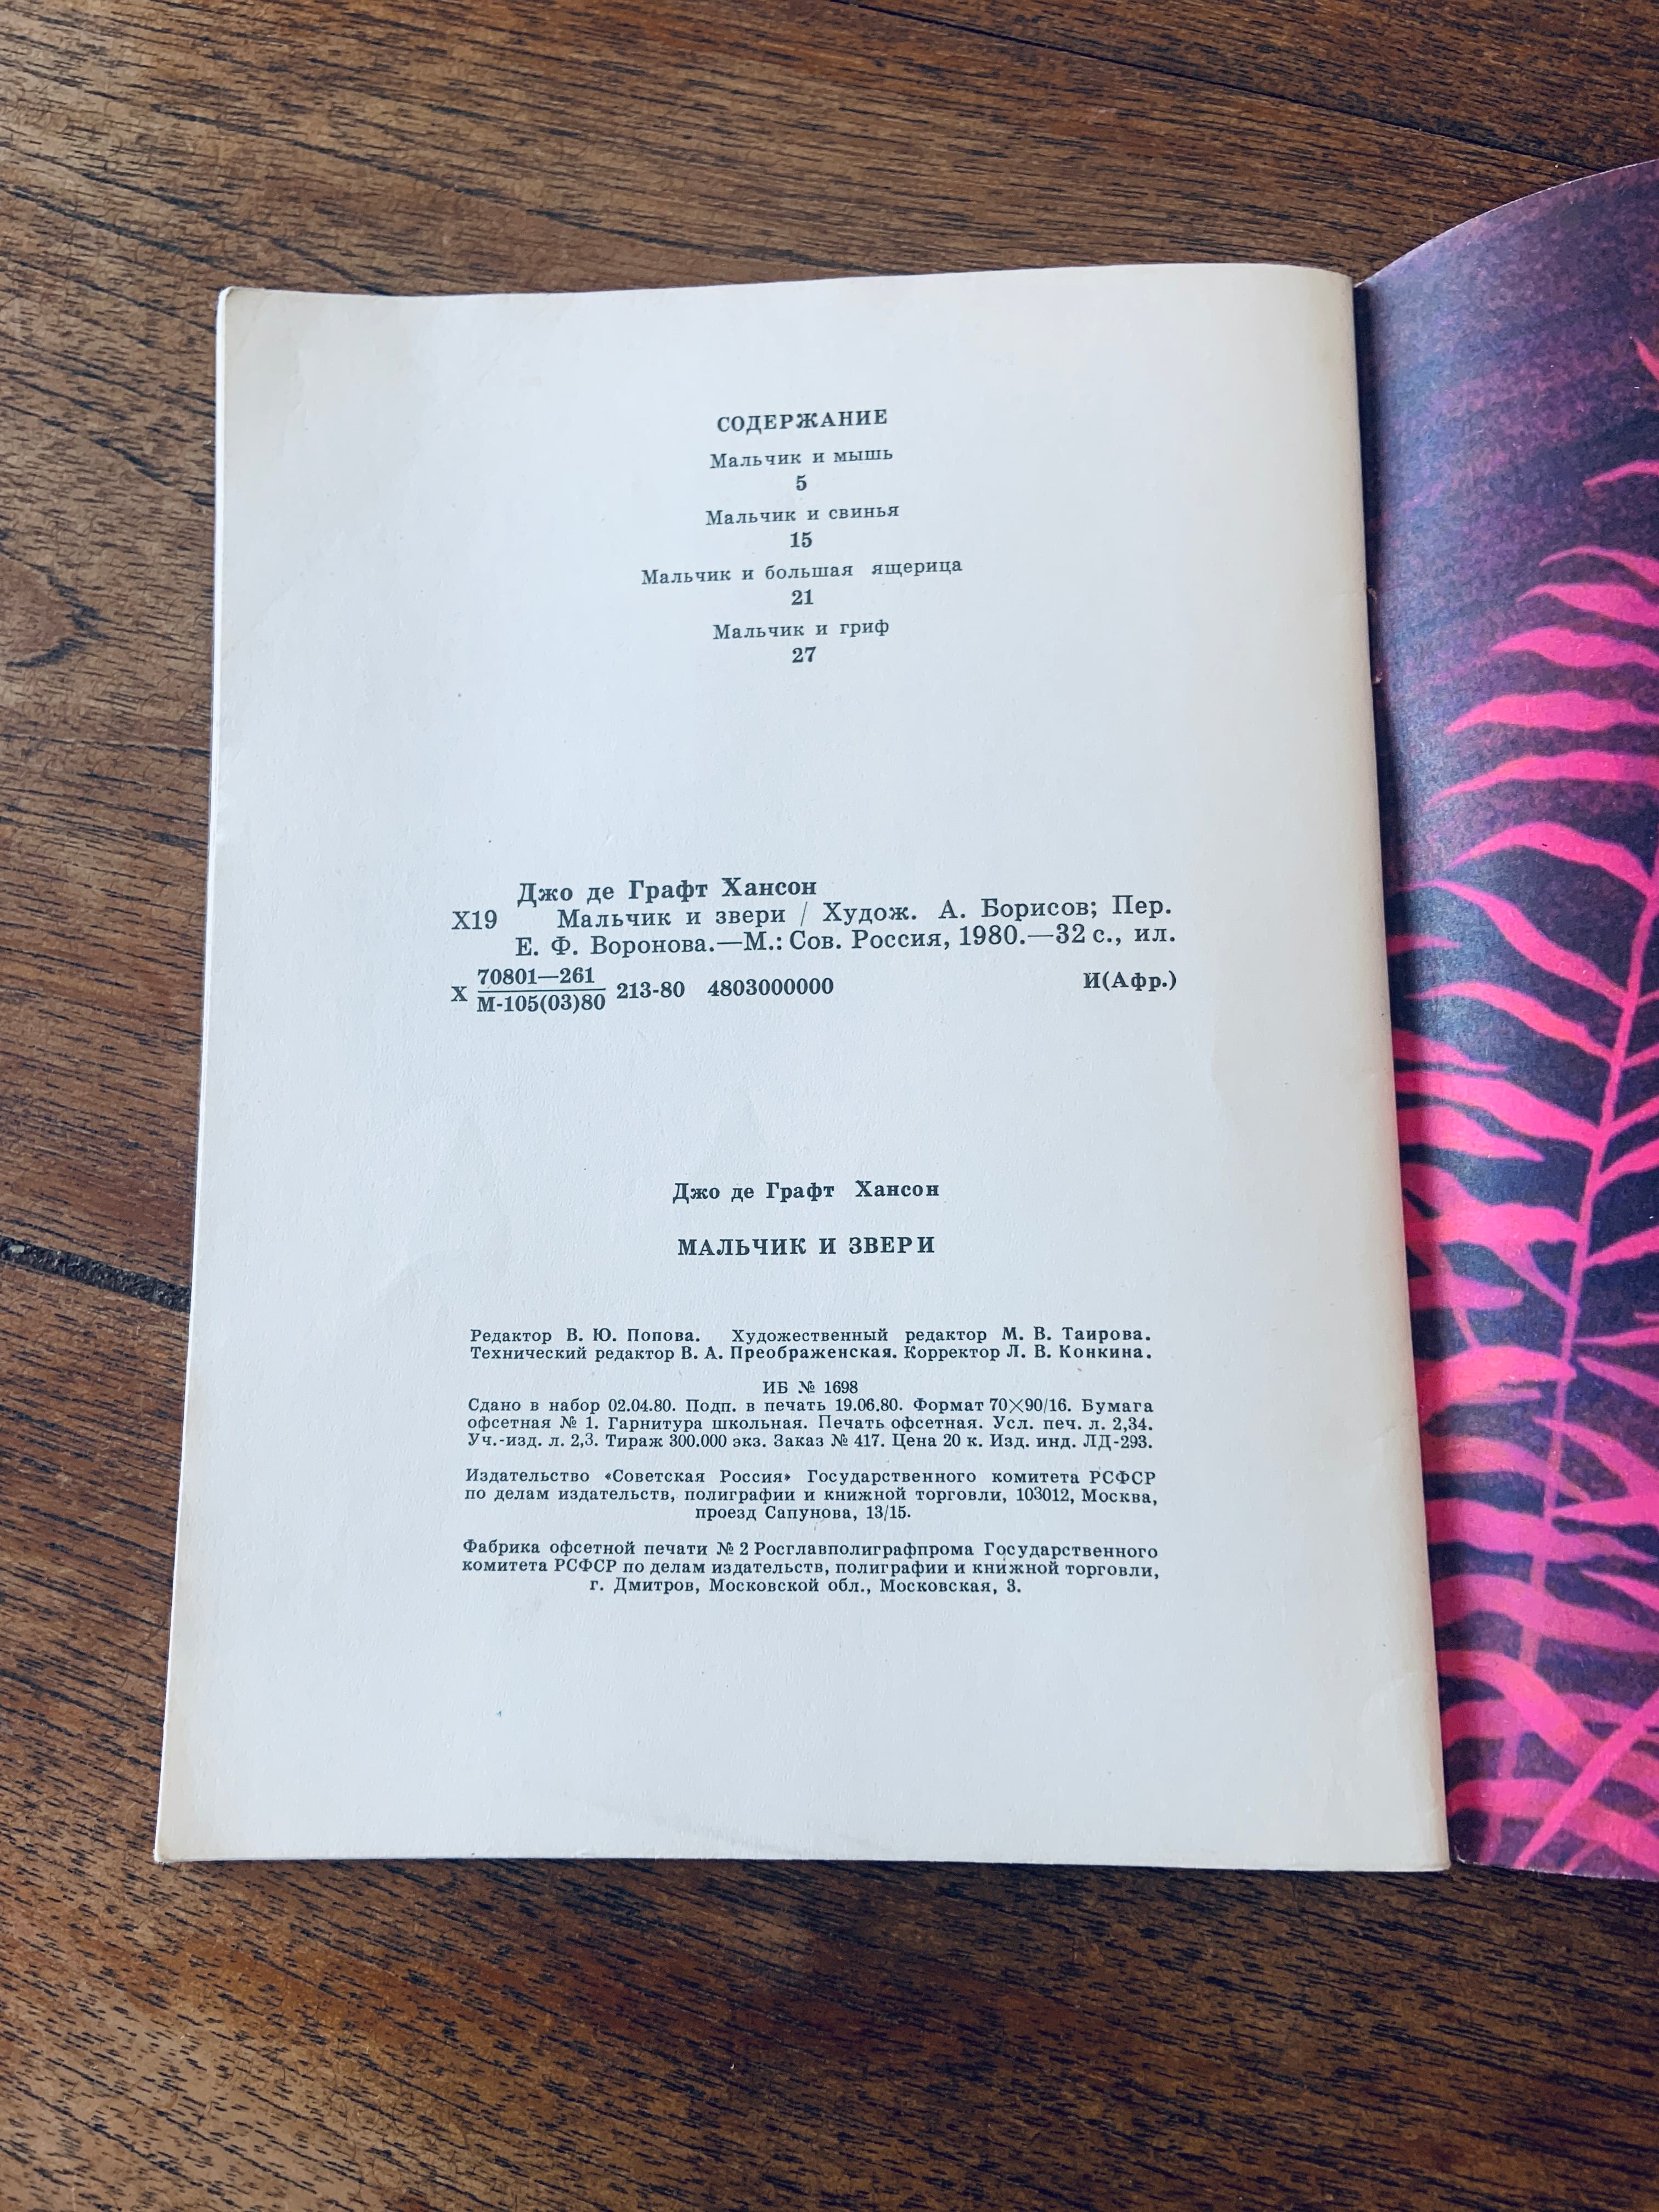 СОДЕРЖАНИЕ
Мальчик и мышь
5
Мальчик и свинья
15
Мальчик и большая ящерица
21
Мальчик и гриф
27
Джо де Графт Хансон
Х19 Мальчик и звери / Худож. А. Борисов; Пер.
Е. Ф. Воронова.—М.: Сов. Россия, 1980.—32 с., ил.
70801—261
Х М-105(03)80 213-80 4803000000 И(Афр.)
Джо де Графт Хансон
МАЛЬЧИК И ЗВЕРИ
Редактор В. Ю. Попова. Художественный редактор М. В. Таирова.
Технический редактор В. А. Преображенская. Корректор Л. В. Конкина.
ИБ № 1698
Сдано в набор 02.04.80. Подп. в печать 19.06.80. Формат 70×90/16. Бумага
офсетная № 1. Гарнитура школьная. Печать офсетная. Усл. печ. л. 2,34.
Уч.-изд. л. 2,3. Тираж 300.000 экз. Заказ № 417. Цена 20 к. Изд. инд. ЛД-293.
Издательство «Советская Россия» Государственного комитета РСФСР
по делам издательств, полиграфии и книжной торговли, 103012, Москва,
проезд Сапунова, 13/15.
Фабрика офсетной печати № 2 Росглавполиграфпрома Государственного
комитета РСФСР по делам издательств, полиграфии и книжной торговли,
г. Дмитров, Московской обл., Московская, 3.